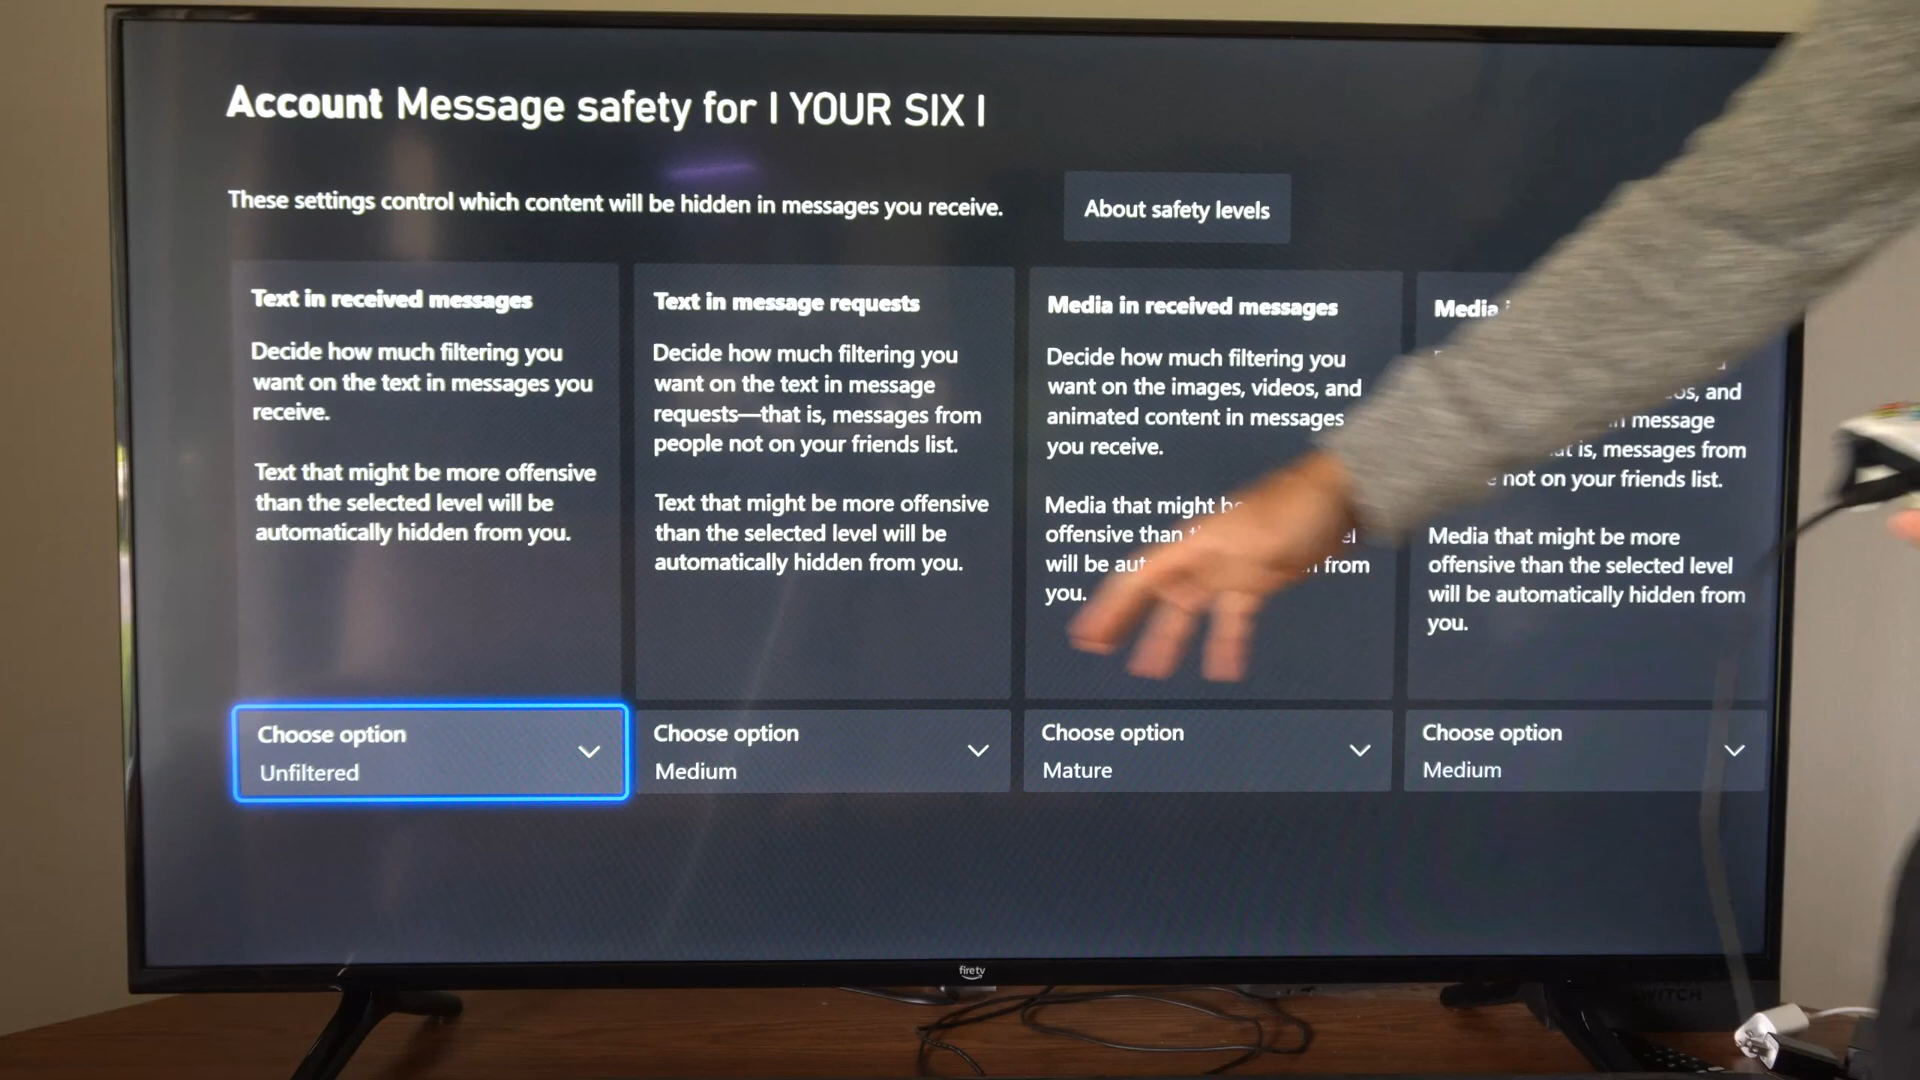 Account Message safety for I YOUR SIX I
These settings control which content will be hidden in messages you receive.
About safety levels
Text in received messages
Decide how much filtering you
want on the text in messages you
receive.
Text that might be more offensive
than the selected level will be
automatically hidden from you.
Choose option
Unfiltered
Text in message requests
Decide how much filtering you
want on the text in message
requests—that is, messages from
people not on your friends list.
Text that might be more offensive
than the selected level will be
automatically hidden from you.
Choose option
Medium
Media in received messages
Decide how much filtering you
want on the images, videos, and
animated content in messages
you receive.
Media that might
offensive than
will be from
you.
Choose option
Mature
Media
and
message
is, messages from
not on your friends list.
Media that might be more
offensive than the selected level
will be automatically hidden from
you.
Choose option
Medium
firetv